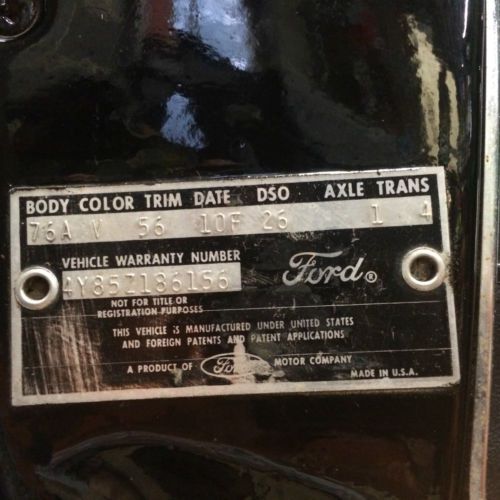 BODY COLOR TRIM DATE DSO AXLE TRANS
76A V 56 10F 26 1 4
VEHICLE WARRANTY NUMBER
4Y85Z186156
Ford®
NOT FOR TITLE OR
REGISTRATION PURPOSES
THIS VEHICLE IS MANUFACTURED UNDER UNITED STATES
AND FOREIGN PATENTS AND PATENT APPLICATIONS
A PRODUCT OF Ford MOTOR COMPANY
MADE IN U.S.A.